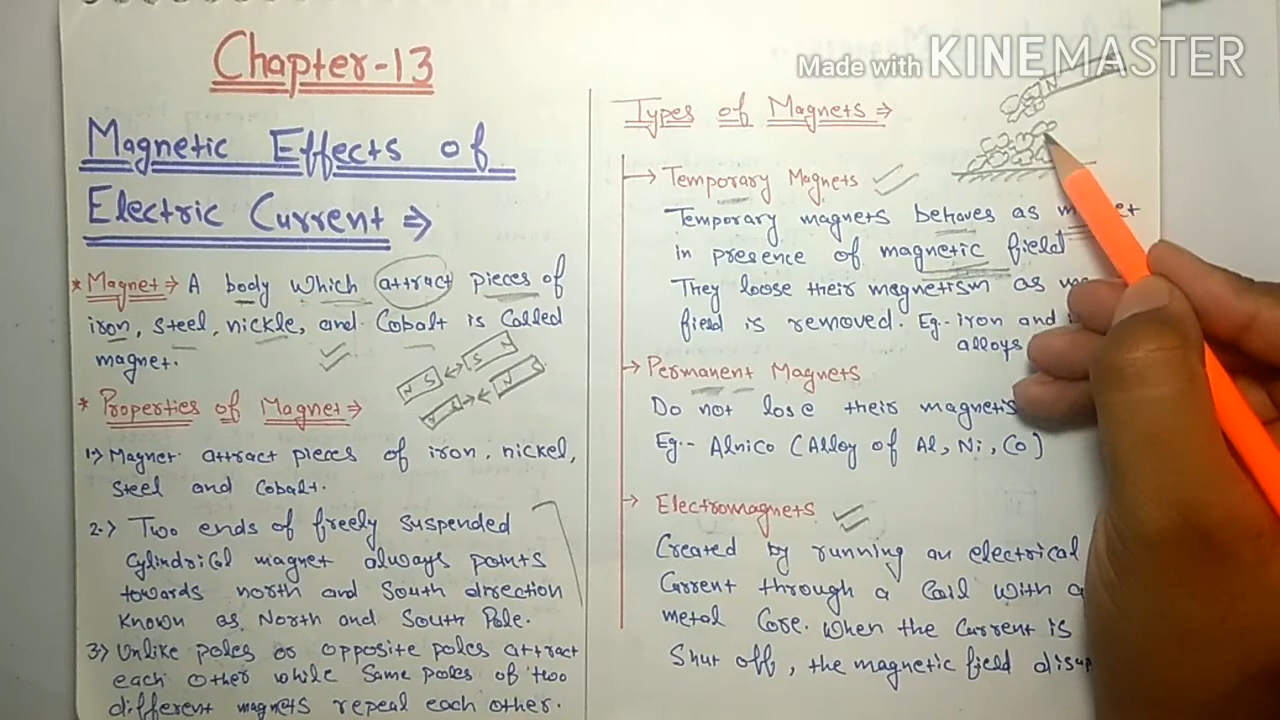 Chapter-13
Magnetic Effects of
Electric Current ⇒
* Magnet → A body which attract pieces of
iron, steel, nickle, and Cobalt is Called
magnet.
N S ↔ S N
N S
* Properties of Magnet ⇒
1.> Magnet attract pieces of iron, nickel,
steel and Cobalt.
2.> Two ends of freely suspended
Cylindrical magnet always points
towards north and South direction
Known as North and South Pole.
3.> Unlike poles or opposite poles attract
each other while Same poles of two
different magnets repeal each other.
Made with KINEMASTER
N
Types of Magnets ⇒
→ Temporary Magnets
Temporary magnets behaves as
in presence of magnetic field
They loose their magnetism as
field is removed. Eg.- iron and
alloys
→ Permanent Magnets
Do not lose their
Eg.- Alnico (Alloy of Al, Ni, Co)
→ Electromagnets
Created by running an electrical
Current through a Coil with a
metal Core. When the Current is
Shut off, the magnetic field